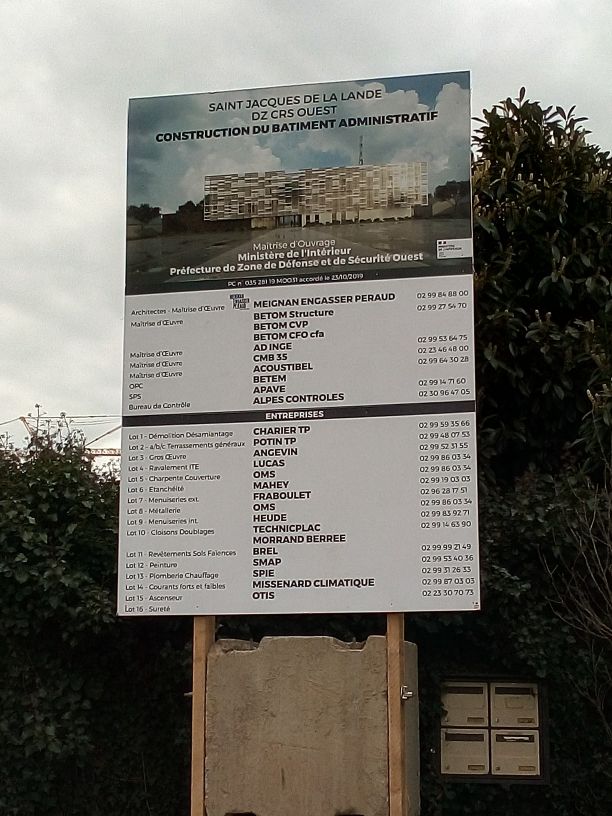 SAINT JACQUES DE LA LANDE
DZ CRS OUEST
CONSTRUCTION DU BATIMENT ADMINISTRATIF
Maîtrise d'Ouvrage
Ministère de l'Intérieur
Préfecture de Zone de Défense et de Sécurité Ouest
PC n° 035 281 19 M0031 accordé le 23/10/2019
Architectes - Maîtrise d'Œuvre MEIGNAN ENGASSER PERAUD 02 99 84 88 00
Maîtrise d'Œuvre BETOM Structure 02 99 27 54 70
BETOM CVP
BETOM CFO cfa
Maîtrise d'Œuvre AD INGE 02 99 53 64 75
Maîtrise d'Œuvre CMB 35 02 23 46 48 00
Maîtrise d'Œuvre ACOUSTIBEL 02 99 64 30 28
OPC BETEM
SPS APAVE 02 99 14 71 60
Bureau de Contrôle ALPES CONTROLES 02 30 96 47 05
ENTREPRISES
Lot 1 - Démolition Désamiantage CHARIER TP 02 99 59 35 66
Lot 2 - a/b/c Terrassements généraux POTIN TP 02 99 48 07 53
Lot 3 - Gros Œuvre ANGEVIN 02 99 52 31 55
Lot 4 - Ravalement ITE LUCAS 02 99 86 03 34
Lot 5 - Charpente Couverture OMS 02 99 86 03 34
Lot 6 - Etanchéité MAHEY 02 99 19 03 03
Lot 7 - Menuiseries ext. FRABOULET 02 96 28 17 51
Lot 8 - Métallerie OMS 02 99 86 03 34
Lot 9 - Menuiseries Int. HEUDE 02 99 83 92 71
Lot 10 - Cloisons Doublages TECHNICPLAC 02 99 14 63 90
MORRAND BERREE
Lot 11 - Revêtements Sols Faïences BREL 02 99 99 21 49
Lot 12 - Peinture SMAP 02 99 53 40 36
Lot 13 - Plomberie Chauffage SPIE 02 99 31 26 33
Lot 14 - Courants forts et faibles MISSENARD CLIMATIQUE 02 99 87 03 03
Lot 15 - Ascenseur OTIS 02 23 30 70 73
Lot 16 - Sureté